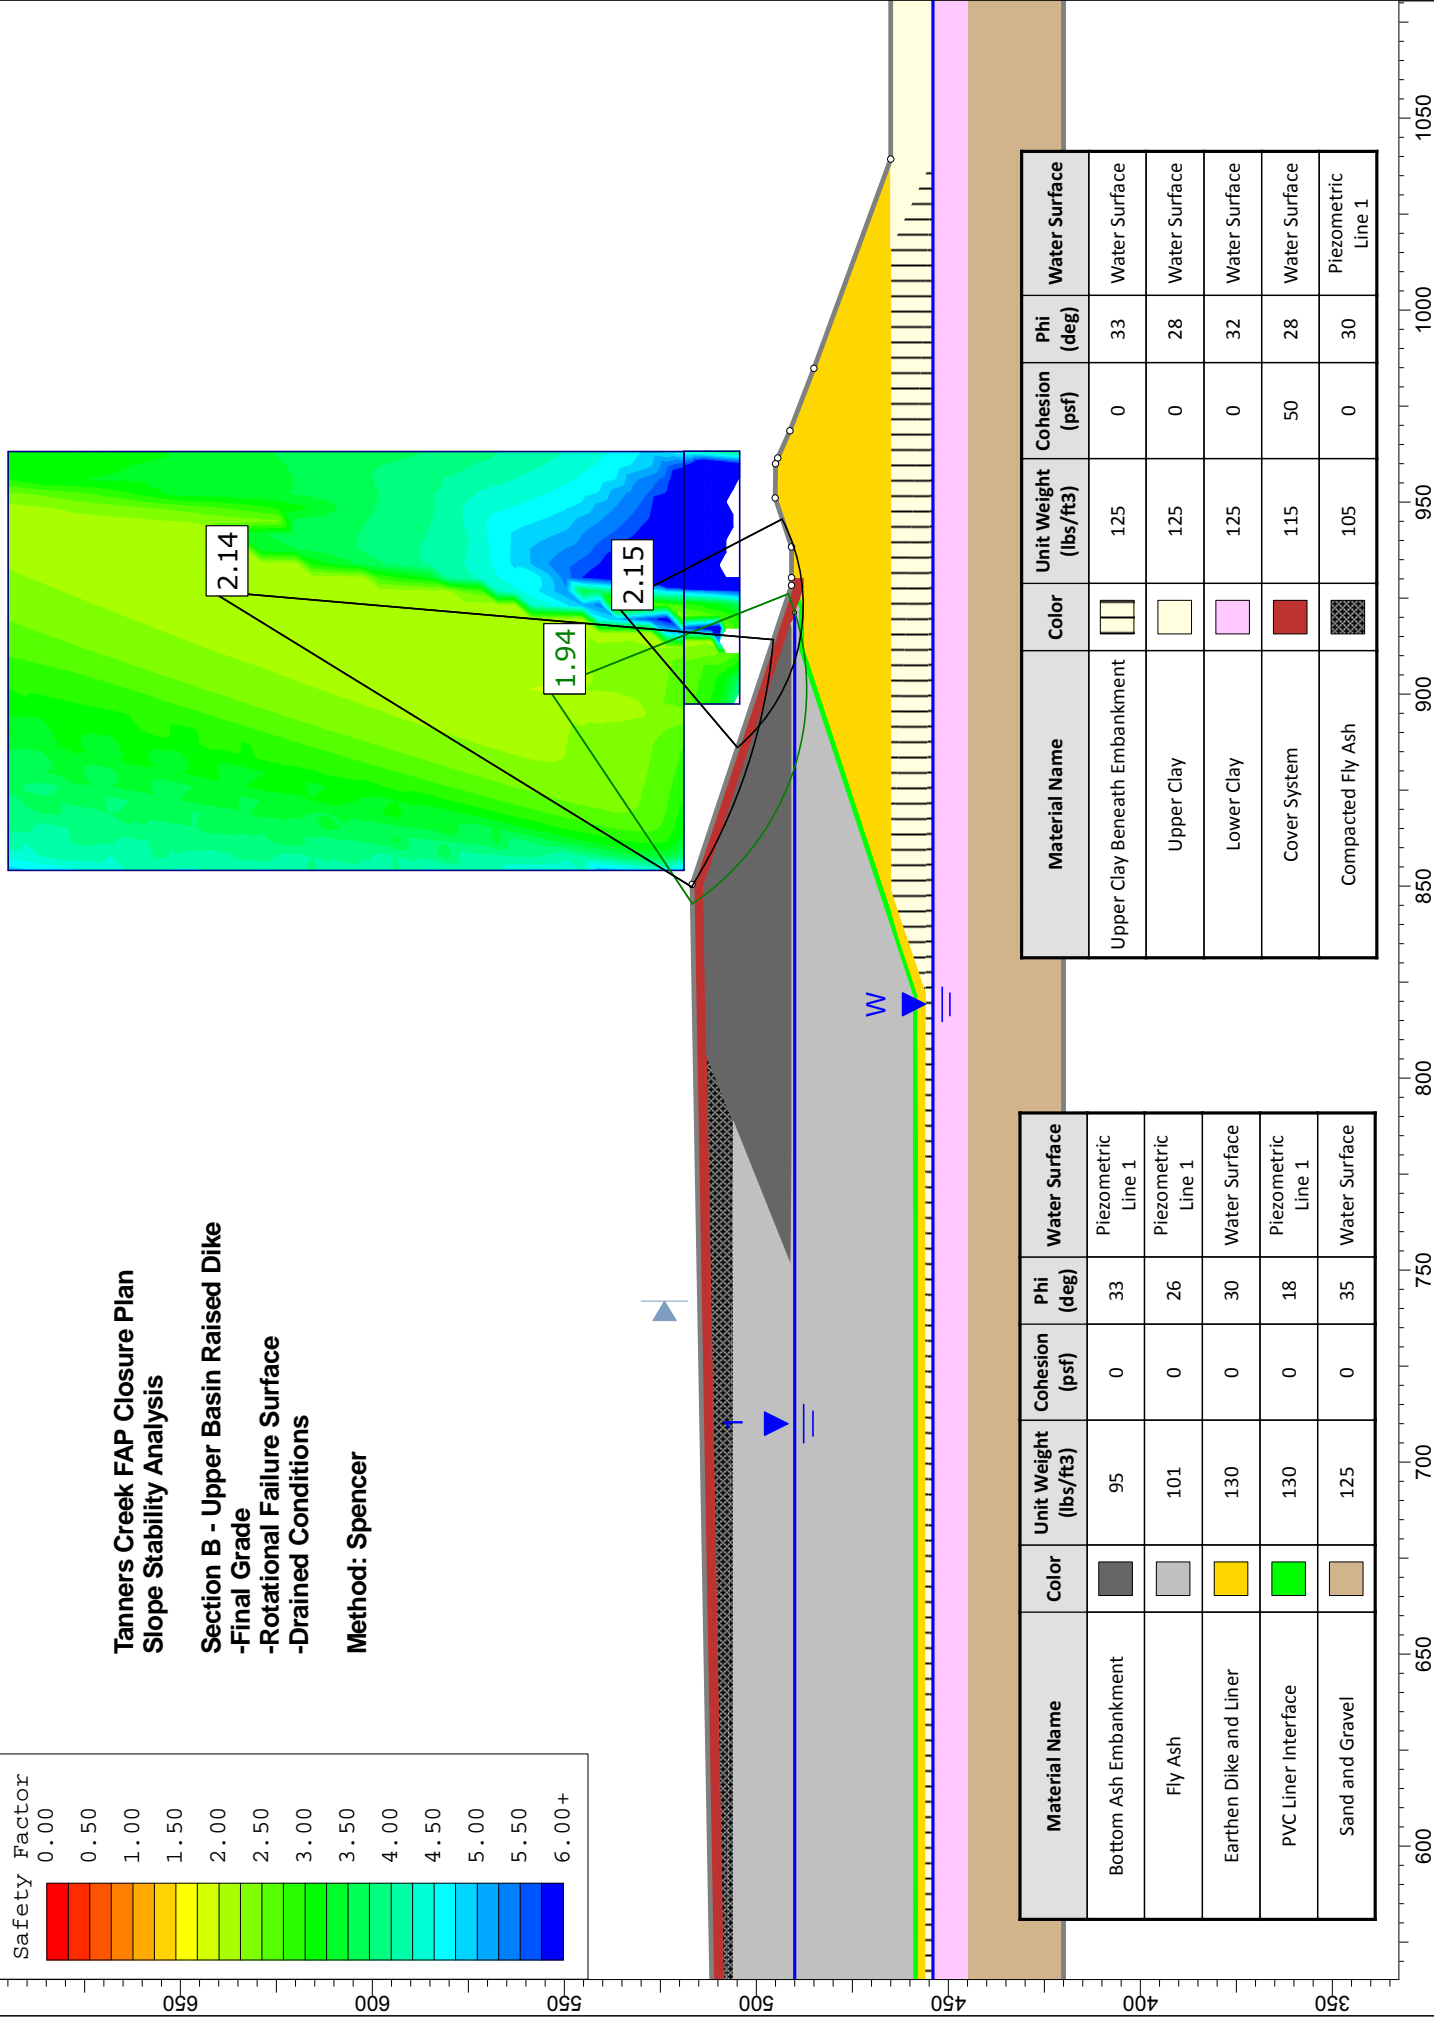 Safety Factor
0.00
0.50
1.00
1.50
2.00
2.50
3.00
3.50
4.00
4.50
5.00
5.50
6.00+
Tanners Creek FAP Closure Plan
Slope Stability Analysis
Section B - Upper Basin Raised Dike
-Final Grade
-Rotational Failure Surface
-Drained Conditions
Method: Spencer
2.14
2.15
1.94
1
W
Material Name Color Unit Weight (lbs/ft3) Cohesion (psf) Phi (deg) Water Surface
Bottom Ash Embankment 95 0 33 Piezometric Line 1
Fly Ash 101 0 26 Piezometric Line 1
Earthen Dike and Liner 130 0 30 Water Surface
PVC Liner Interface 130 0 18 Piezometric Line 1
Sand and Gravel 125 0 35 Water Surface
Material Name Color Unit Weight (lbs/ft3) Cohesion (psf) Phi (deg) Water Surface
Upper Clay Beneath Embankment 125 0 33 Water Surface
Upper Clay 125 0 28 Water Surface
Lower Clay 125 0 32 Water Surface
Cover System 115 50 28 Water Surface
Compacted Fly Ash 105 0 30 Piezometric Line 1
650
600
550
500
450
400
350
600
650
700
750
800
850
900
950
1000
1050